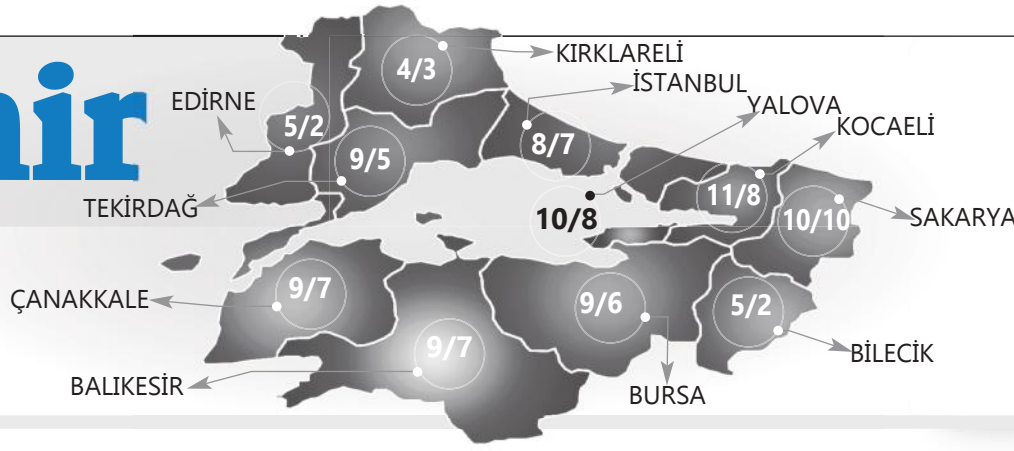 nir
KIRKLARELİ
4/3
İSTANBUL
8/7
YALOVA
10/8
KOCAELİ
11/8
EDİRNE
5/2
TEKİRDAĞ
9/5
SAKARYA
10/10
ÇANAKKALE
9/7
BALIKESİR
9/7
BURSA
9/6
BİLECİK
5/2